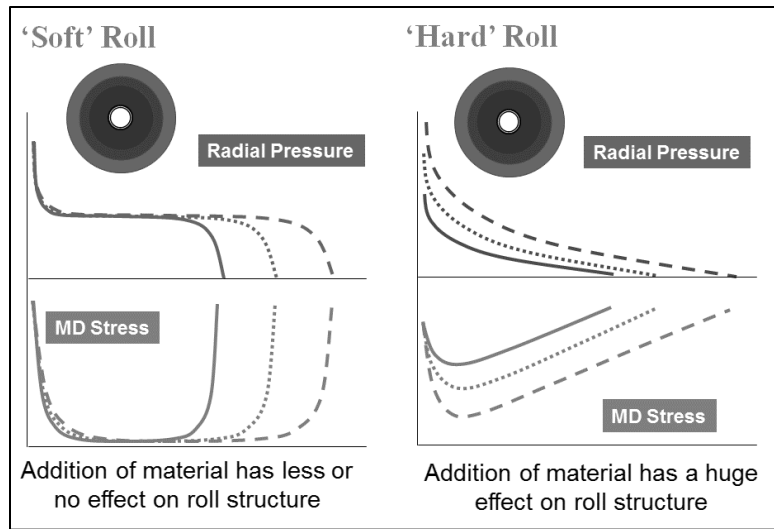 ‘Soft’ Roll
Radial Pressure
MD Stress
Addition of material has less or
no effect on roll structure
‘Hard’ Roll
Radial Pressure
MD Stress
Addition of material has a huge
effect on roll structure